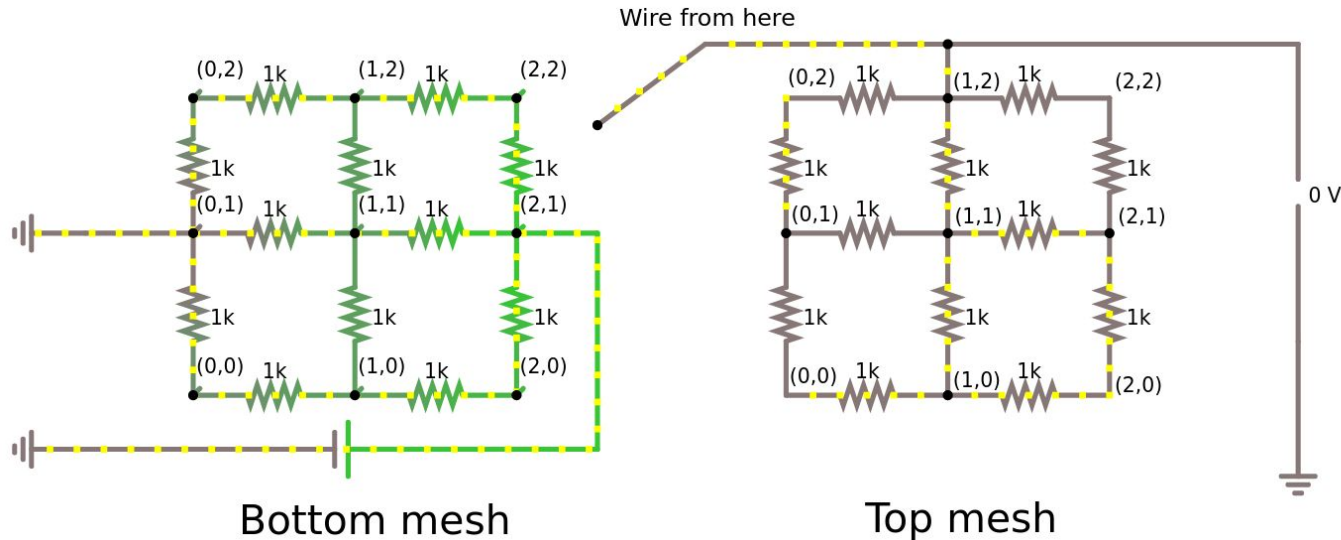 Wire from here
(0,2) 1k (1,2) 1k (2,2)
1k 1k 1k
(0,1) 1k (1,1) 1k (2,1)
1k 1k 1k
(0,0) 1k (1,0) 1k (2,0)
Bottom mesh
(0,2) 1k (1,2) 1k (2,2)
1k 1k 1k
(0,1) 1k (1,1) 1k (2,1)
1k 1k 1k
(0,0) 1k (1,0) 1k (2,0)
0 V
Top mesh